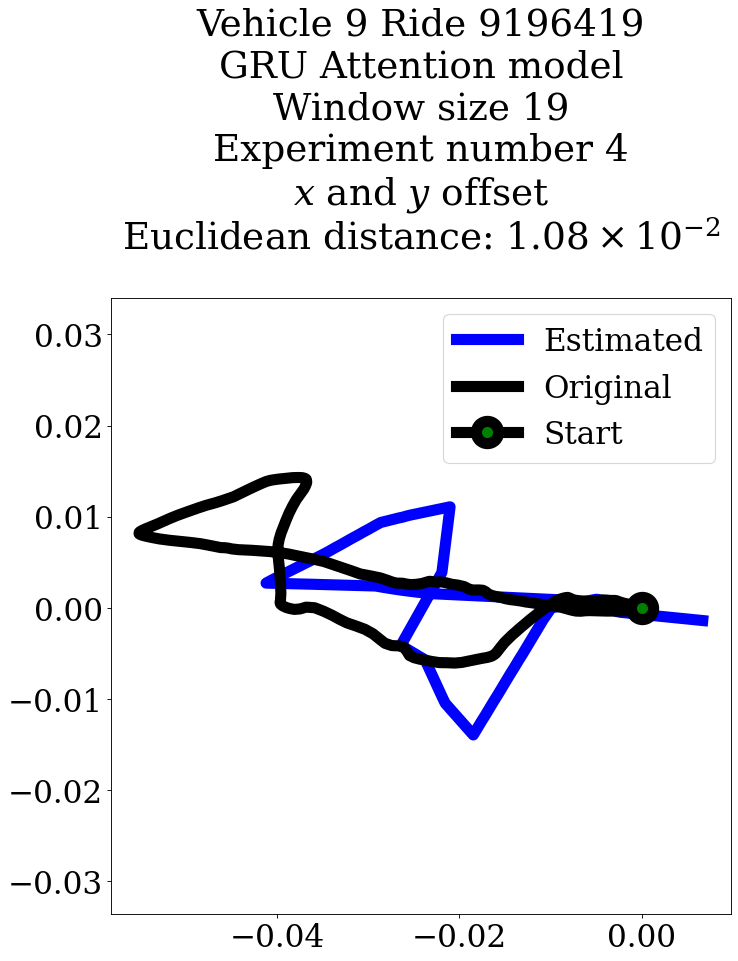 Vehicle 9 Ride 9196419
GRU Attention model
Window size 19
Experiment number 4
x and y offset
Euclidean distance: 1.08 × 10⁻²
Estimated
Original
Start
0.03
0.02
0.01
0.00
−0.01
−0.02
−0.03
−0.04 −0.02 0.00